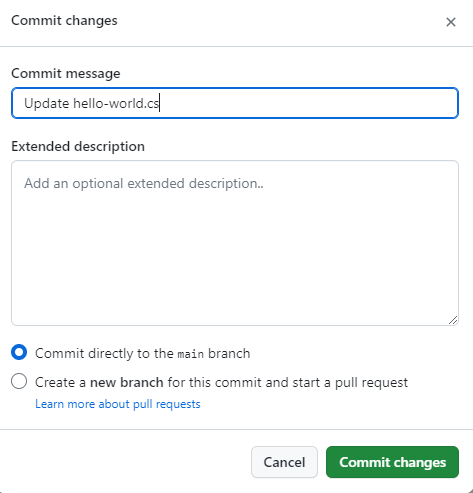 Commit changes
Commit message
Update hello-world.cs
Extended description
Add an optional extended description..
Commit directly to the main branch
Create a new branch for this commit and start a pull request
Learn more about pull requests
Cancel
Commit changes